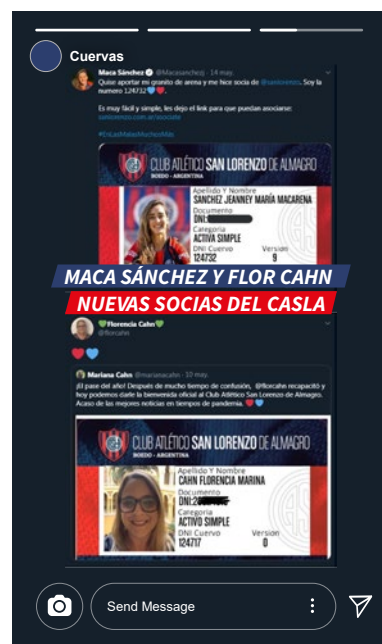 Cuervas
Maca Sánchez @Macasanchezj · 14 may.
Quise aportar mi granito de arena y me hice socia de @sanlorenzo. Soy la
numero 124732💙❤️.
Es muy fácil y simple, les dejo el link para que puedan asociarse:
sanlorenzo.com.ar/asociate
#EnLasMalasMuchoMás
CLUB ATLÉTICO SAN LORENZO DE ALMAGRO
BOEDO - ARGENTINA
Apellido Y Nombre
SANCHEZ JEANNEY MARÍA MACARENA
Documento
DNI:
Categoria
ACTIVA SIMPLE
DNI Cuervo Version
124732 9
MACA SÁNCHEZ Y FLOR CAHN
NUEVAS SOCIAS DEL CASLA
💚Florencia Cahn💚
@florcahn
❤️💙
Mariana Cahn @marianacahn · 10 may.
¡El pase del año! Después de mucho tiempo de confusión, @florcahn recapacitó y
hoy podemos darle la bienvenida oficial al Club Atlético San Lorenzo de Almagro.
Acaso de las mejores noticias en tiempos de pandemia. ❤️💙
CLUB ATLÉTICO SAN LORENZO DE ALMAGRO
BOEDO - ARGENTINA
Apellido Y Nombre
CAHN FLORENCIA MARINA
Documento
DNI:
Categoria
ACTIVO SIMPLE
DNI Cuervo Version
124717 0
Send Message